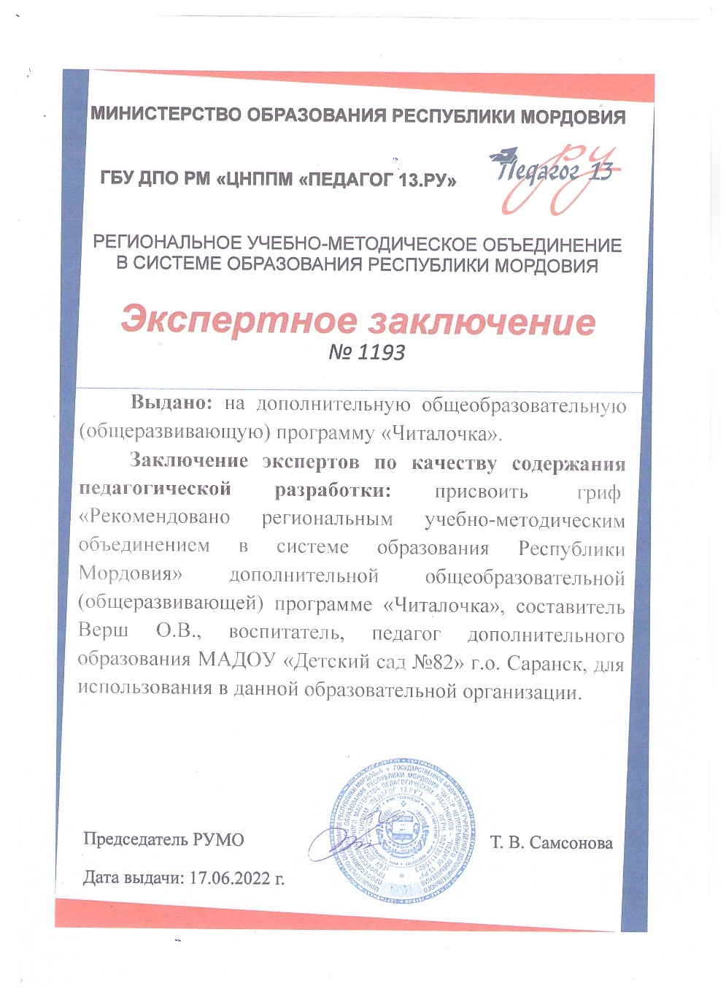 МИНИСТЕРСТВО ОБРАЗОВАНИЯ РЕСПУБЛИКИ МОРДОВИЯ
ГБУ ДПО РМ «ЦНППМ «ПЕДАГОГ 13.РУ»
Педагог 13
РУ
РЕГИОНАЛЬНОЕ УЧЕБНО-МЕТОДИЧЕСКОЕ ОБЪЕДИНЕНИЕ
В СИСТЕМЕ ОБРАЗОВАНИЯ РЕСПУБЛИКИ МОРДОВИЯ
Экспертное заключение
№ 1193
Выдано: на дополнительную общеобразовательную
(общеразвивающую) программу «Читалочка».
Заключение экспертов по качеству содержания
педагогической разработки: присвоить гриф
«Рекомендовано региональным учебно-методическим
объединением в системе образования Республики
Мордовия» дополнительной общеобразовательной
(общеразвивающей) программе «Читалочка», составитель
Верш О.В., воспитатель, педагог дополнительного
образования МАДОУ «Детский сад №82» г.о. Саранск, для
использования в данной образовательной организации.
Председатель РУМО
Т. В. Самсонова
Дата выдачи: 17.06.2022 г.